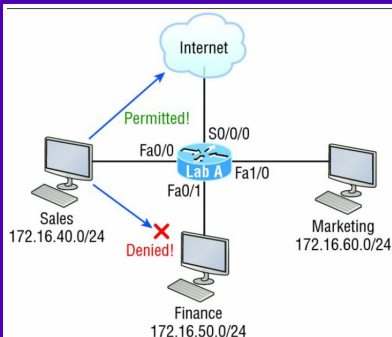 Internet
Permitted!
S0/0/0
Fa0/0
Lab A
Fa1/0
Fa0/1
Sales
172.16.40.0/24
Denied!
Marketing
172.16.60.0/24
Finance
172.16.50.0/24